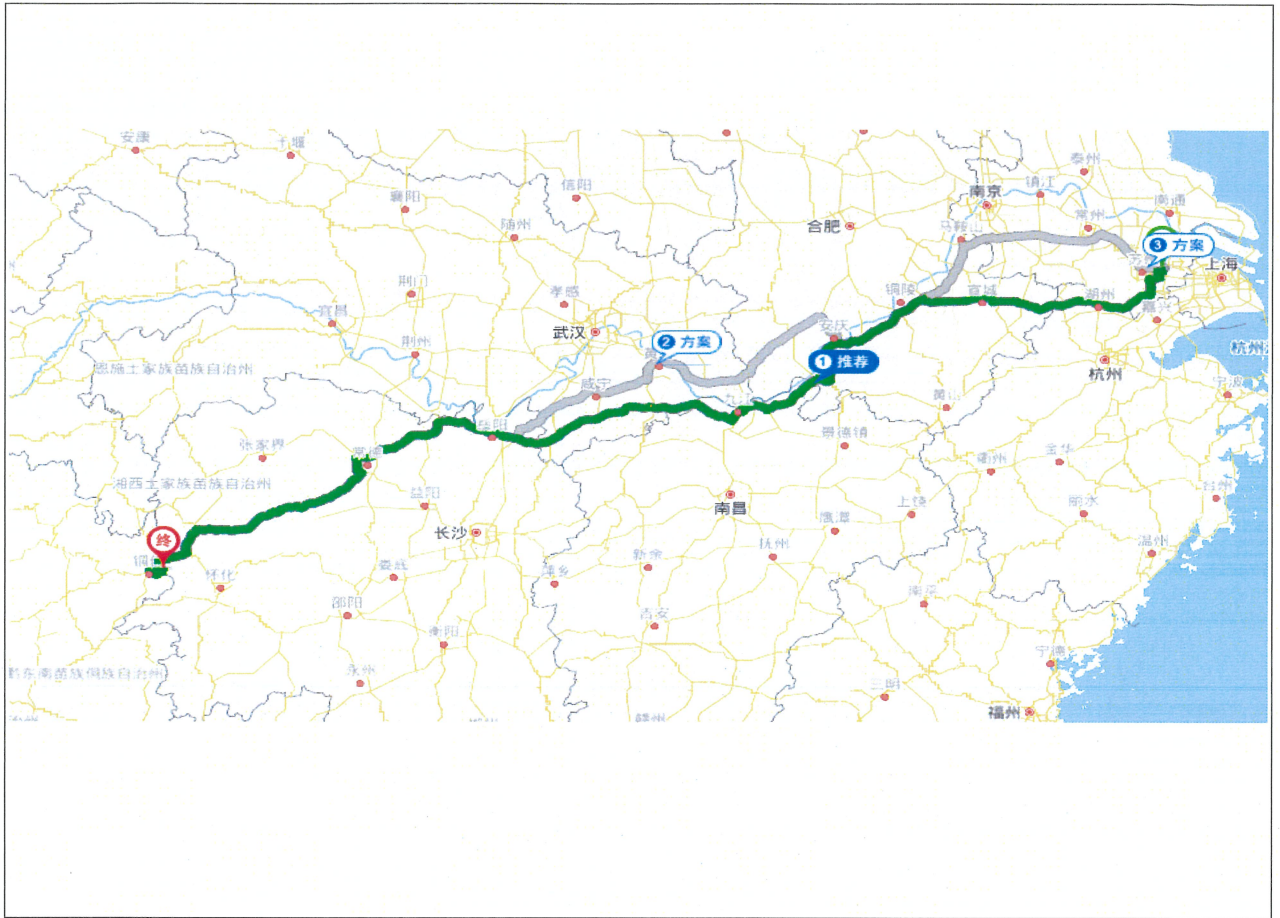 安康
十堰
泰州
襄阳
信阳
南京
镇江
南通
随州
合肥
马鞍山
常州
3 方案
上海
荆门
孝感
铜陵
宣城
湖州
嘉兴
宜昌
武汉
2 方案
安庆
荆州
1 推荐
杭州
恩施土家族苗族自治州
咸宁
九江
黄山
宁波
岳阳
景德镇
张家界
常德
衢州
金华
台州
湘西土家族苗族自治州
益阳
南昌
上饶
丽水
长沙
鹰潭
终
铜仁
怀化
娄底
萍乡
新余
抚州
温州
邵阳
吉安
南平
衡阳
黔东南苗族侗族自治州
永州
宁德
三明
福州
赣州